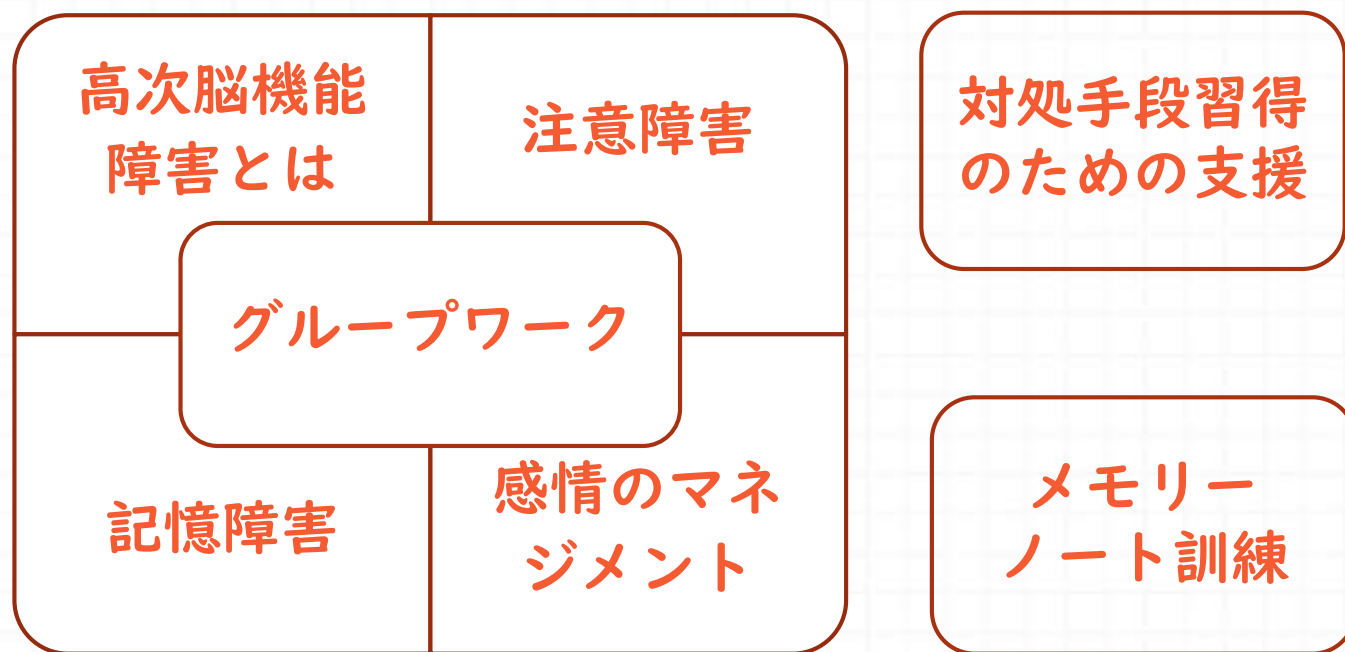 高次脳機能
障害とは
注意障害
グループワーク
記憶障害
感情のマネ
ジメント
対処手段習得
のための支援
メモリー
ノート訓練